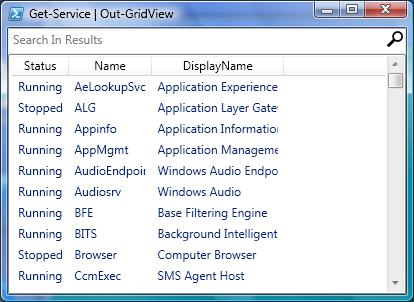 Get-Service | Out-GridView
Search In Results
Status Name DisplayName
Running AeLookupSvc Application Experience
Stopped ALG Application Layer Gate
Running Appinfo Application Informatio
Running AppMgmt Application Manageme
Running AudioEndpoin Windows Audio Endpo
Running Audiosrv Windows Audio
Running BFE Base Filtering Engine
Running BITS Background Intelligent
Stopped Browser Computer Browser
Running CcmExec SMS Agent Host